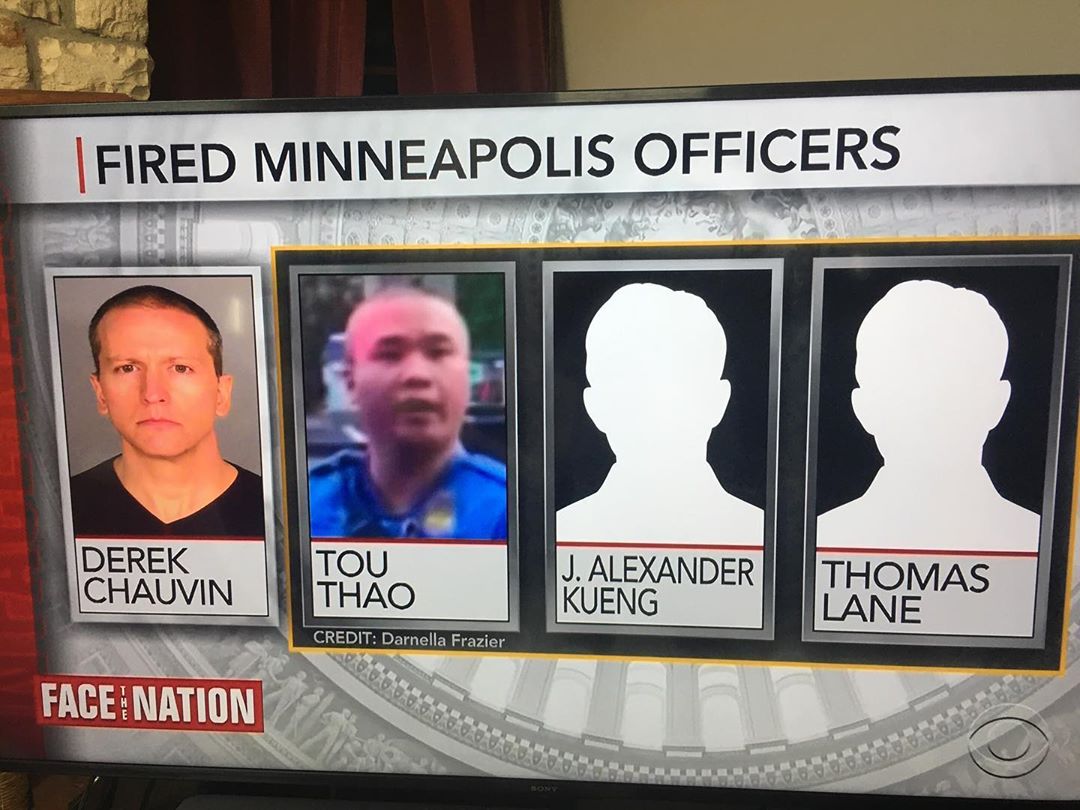 FIRED MINNEAPOLIS OFFICERS
DEREK
CHAUVIN
TOU
THAO
J. ALEXANDER
KUENG
THOMAS
LANE
CREDIT: Darnella Frazier
FACE THE NATION
SONY